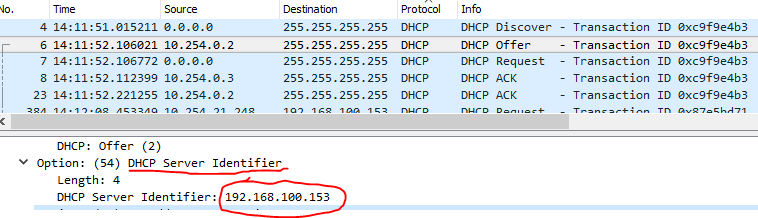 No. Time Source Destination Protocol Info
4 14:11:51.015211 0.0.0.0 255.255.255.255 DHCP DHCP Discover - Transaction ID 0xc9f9e4b3
6 14:11:52.106021 10.254.0.2 255.255.255.255 DHCP DHCP Offer - Transaction ID 0xc9f9e4b3
7 14:11:52.106772 0.0.0.0 255.255.255.255 DHCP DHCP Request - Transaction ID 0xc9f9e4b3
8 14:11:52.112399 10.254.0.3 255.255.255.255 DHCP DHCP ACK - Transaction ID 0xc9f9e4b3
23 14:11:52.221255 10.254.0.2 255.255.255.255 DHCP DHCP ACK - Transaction ID 0xc9f9e4b3
384 14:12:08.453349 10.254.21.248 192.168.100.153 DHCP DHCP Request - Transaction ID 0x87e5bd71
DHCP: Offer (2)
Option: (54) DHCP Server Identifier
Length: 4
DHCP Server Identifier: 192.168.100.153